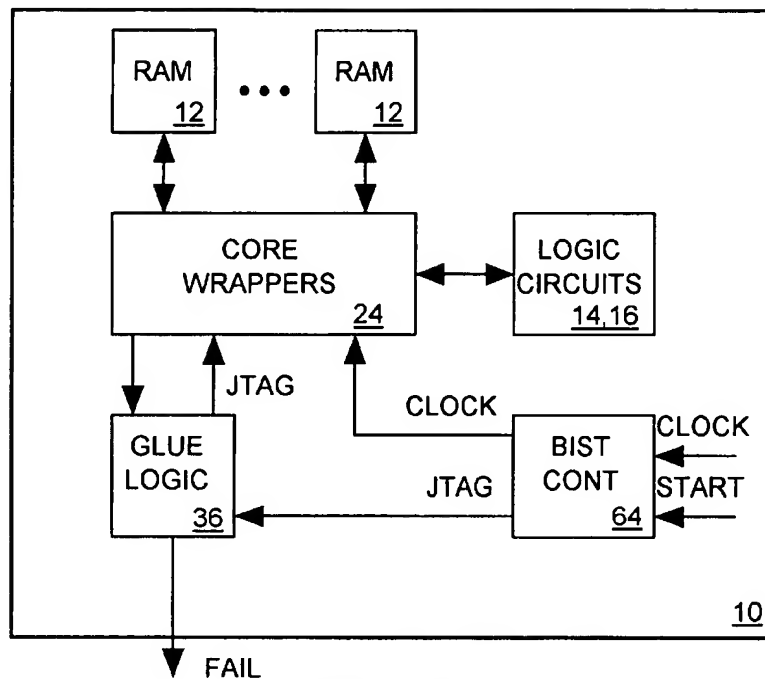 RAM
12
RAM
12
CORE
WRAPPERS
24
LOGIC
CIRCUITS
14,16
JTAG
CLOCK
GLUE
LOGIC
36
JTAG
BIST
CONT
64
CLOCK
START
10
FAIL